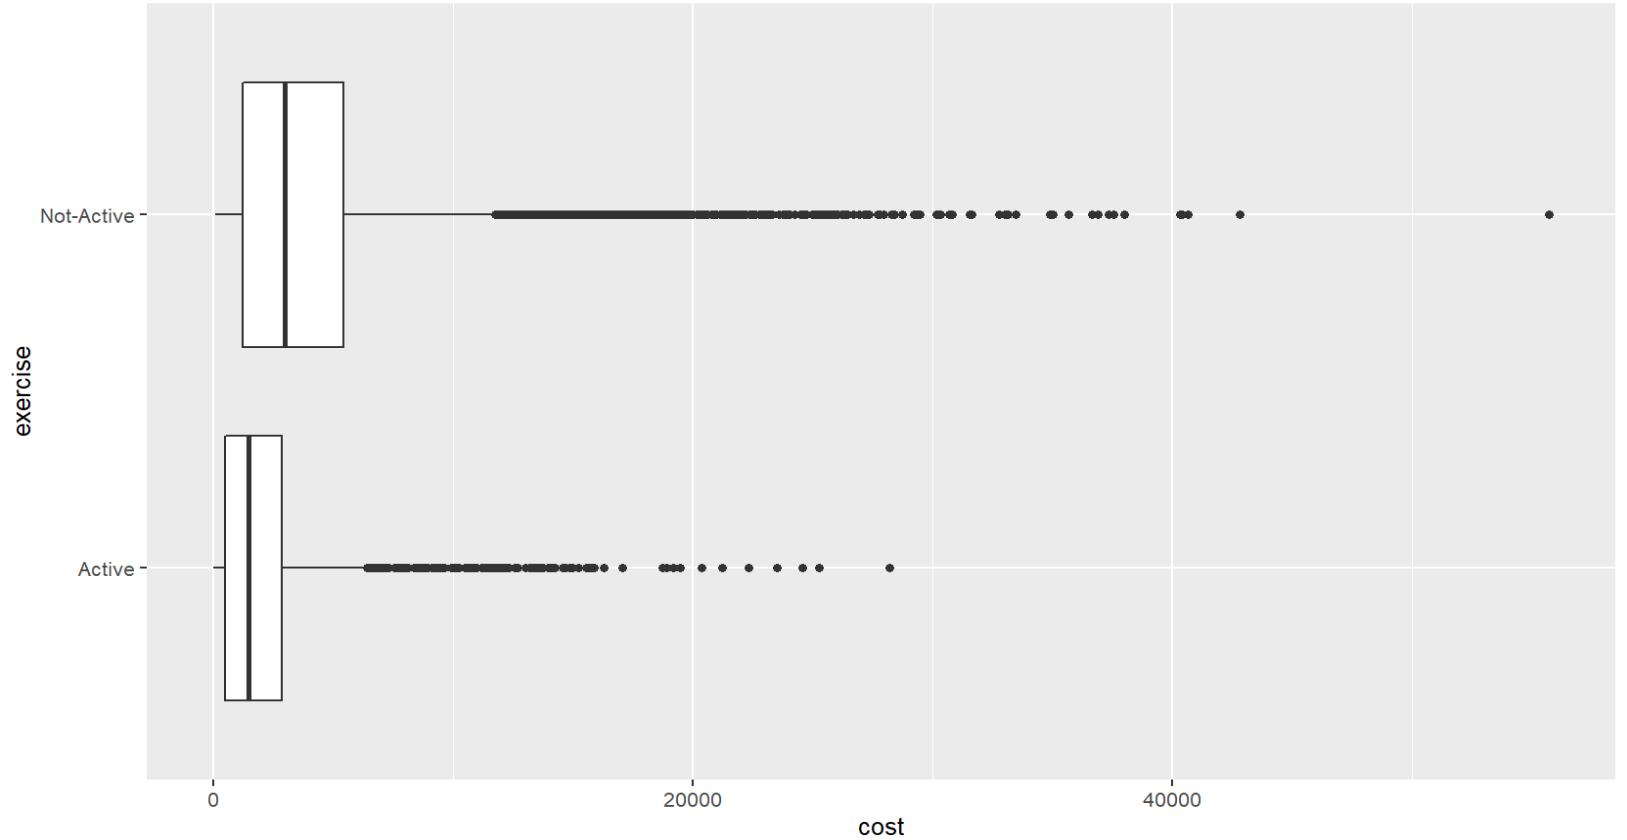 Not-Active
exercise
Active
0
20000
40000
cost